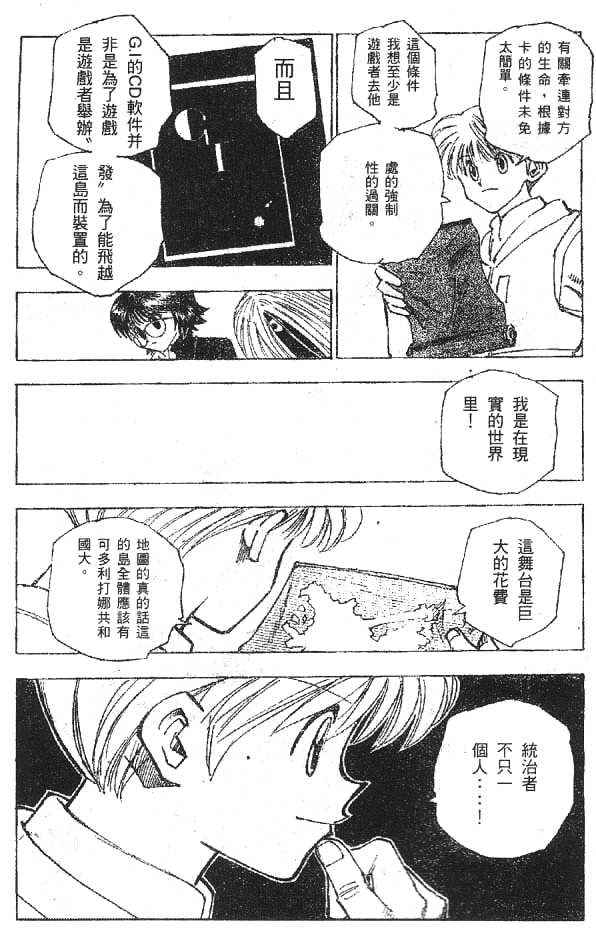 有關牽連對方
的生命，根據
卡的條件未免
太簡單。
這個條件
我想至少是
遊戲者去他
處的強制
性的過關。
而且
GI的CD軟件并
非是為了遊戲
是遊戲者舉辦〞
發〞為了能飛越
這島而裝置的。
我是在現
實的世界
里！
這舞台是巨
大的花費
地圖的真的話這
的島全體應該有
可多利打娜共和
國大。
統治者
不只一
個人‥‥！